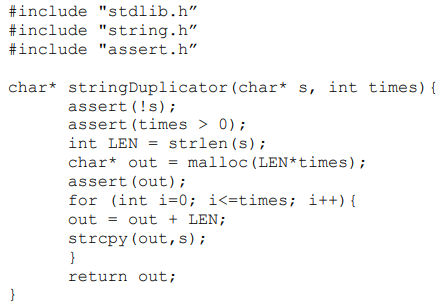 #include "stdlib.h”
#include "string.h”
#include "assert.h”
char* stringDuplicator(char* s, int times){
assert(!s);
assert(times > 0);
int LEN = strlen(s);
char* out = malloc(LEN*times);
assert(out);
for (int i=0; i<=times; i++){
out = out + LEN;
strcpy(out,s);
}
return out;
}